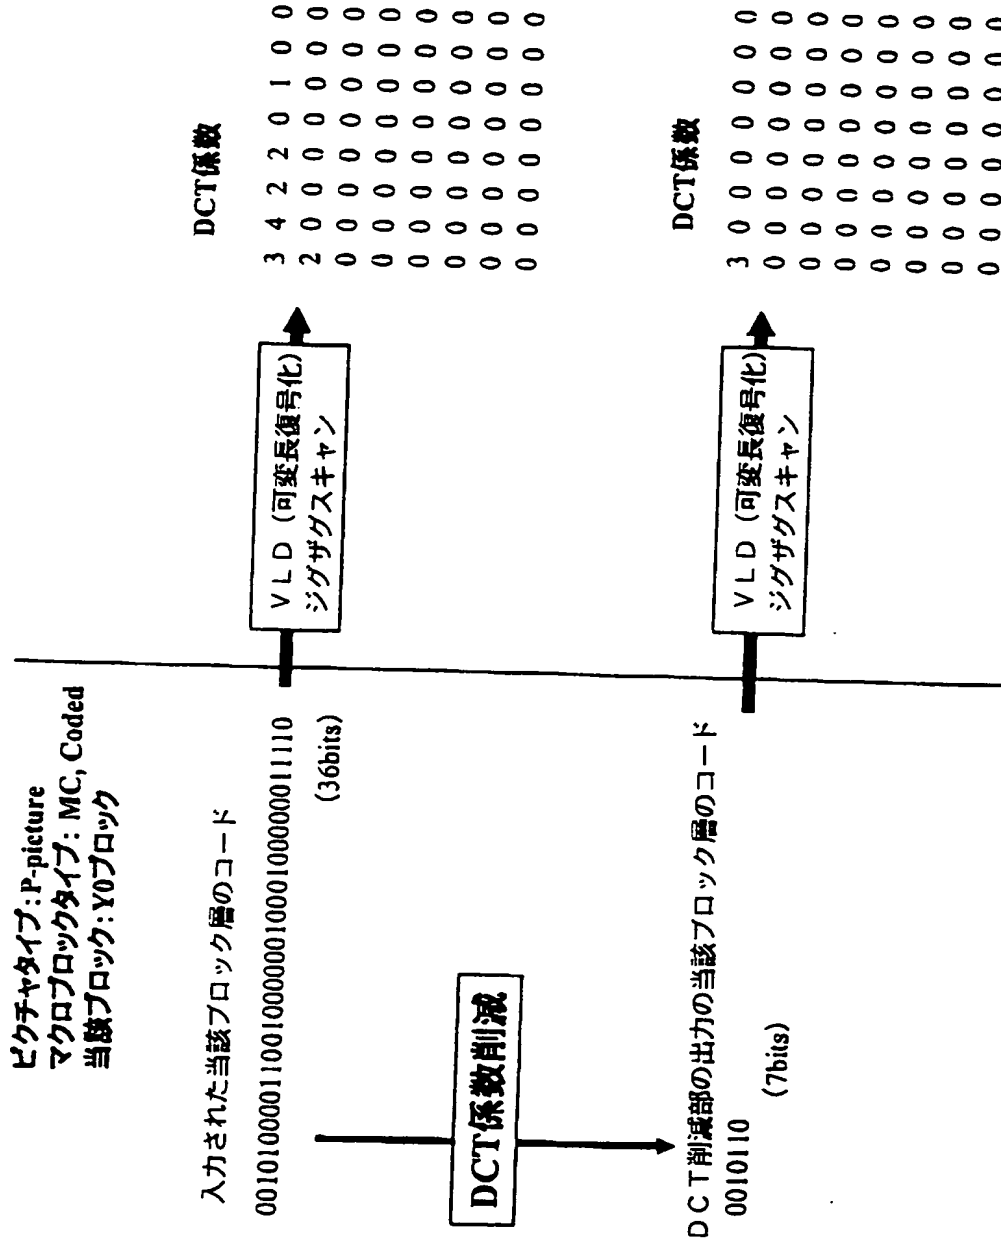 ピクチャタイプ:P-picture
マクロブロックタイプ: MC, Coded
当該ブロック:Y0ブロック
入力された当該ブロック層のコード
001010000110010000001000100000011110
(36bits)
VLD (可変長復号化)
ジグザグスキャン
DCT係数
3 4 2 2 0 1 0 0
2 0 0 0 0 0 0 0
0 0 0 0 0 0 0 0
0 0 0 0 0 0 0 0
0 0 0 0 0 0 0 0
0 0 0 0 0 0 0 0
0 0 0 0 0 0 0 0
0 0 0 0 0 0 0 0
DCT係数削減
DCT削減部の出力の当該ブロック層のコード
0010110
(7bits)
VLD (可変長復号化)
ジグザグスキャン
DCT係数
3 0 0 0 0 0 0 0
0 0 0 0 0 0 0 0
0 0 0 0 0 0 0 0
0 0 0 0 0 0 0 0
0 0 0 0 0 0 0 0
0 0 0 0 0 0 0 0
0 0 0 0 0 0 0 0
0 0 0 0 0 0 0 0